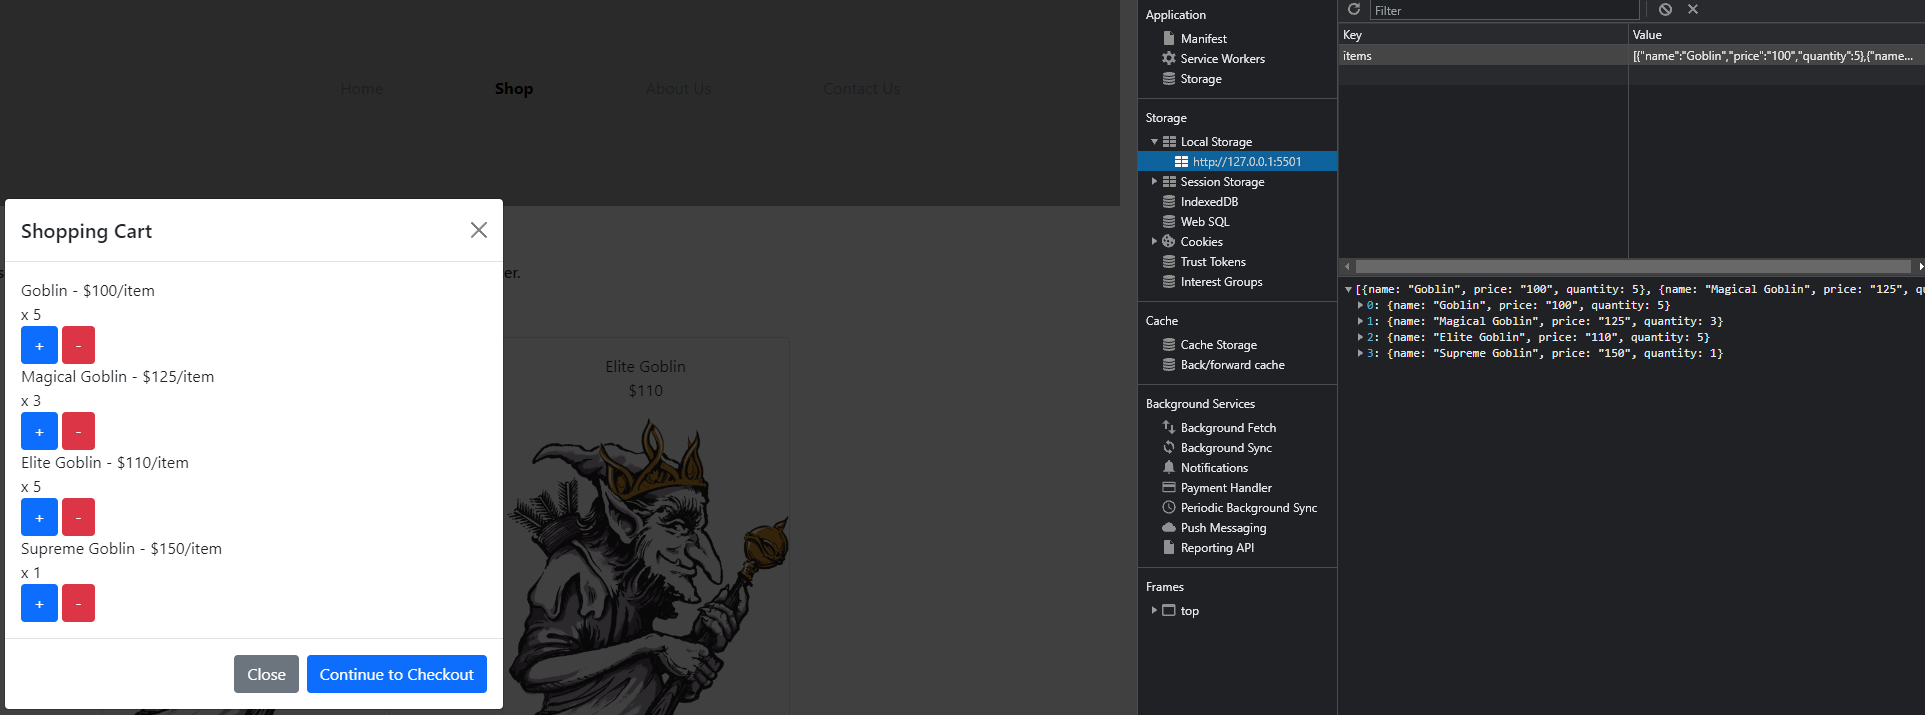 Home
Shop
About Us
Contact Us
s
er.
Shopping Cart
Goblin - $100/item
x 5
+ -
Magical Goblin - $125/item
x 3
+ -
Elite Goblin - $110/item
x 5
+ -
Supreme Goblin - $150/item
x 1
+ -
Close
Continue to Checkout
Elite Goblin
$110
Application
Manifest
Service Workers
Storage
Storage
Local Storage
http://127.0.0.1:5501
Session Storage
IndexedDB
Web SQL
Cookies
Trust Tokens
Interest Groups
Cache
Cache Storage
Back/forward cache
Background Services
Background Fetch
Background Sync
Notifications
Payment Handler
Periodic Background Sync
Push Messaging
Reporting API
Frames
top
Filter
Key Value
items [{"name":"Goblin","price":"100","quantity":5},{"name...
[{name: "Goblin", price: "100", quantity: 5}, {name: "Magical Goblin", price: "125", qu
0: {name: "Goblin", price: "100", quantity: 5}
1: {name: "Magical Goblin", price: "125", quantity: 3}
2: {name: "Elite Goblin", price: "110", quantity: 5}
3: {name: "Supreme Goblin", price: "150", quantity: 1}